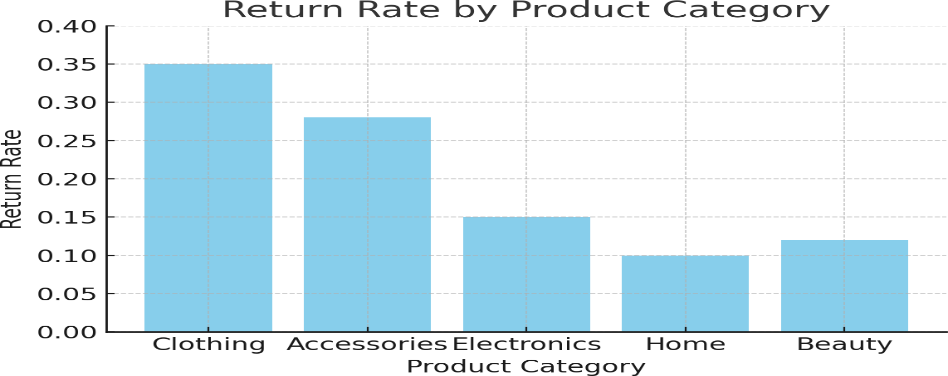 Return Rate by Product Category
Return Rate
0.40
0.35
0.30
0.25
0.20
0.15
0.10
0.05
0.00
Clothing Accessories Electronics Home Beauty
Product Category